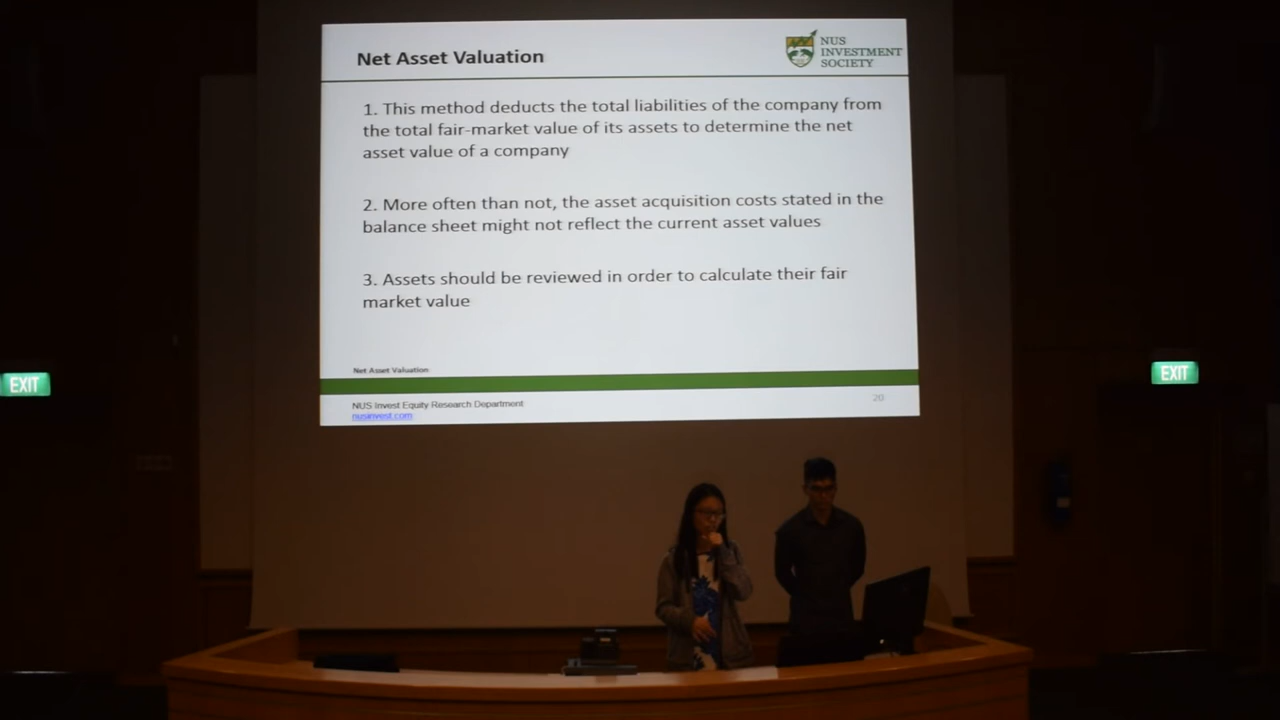 Net Asset Valuation
NUS
INVESTMENT
SOCIETY
1. This method deducts the total liabilities of the company from
the total fair-market value of its assets to determine the net
asset value of a company
2. More often than not, the asset acquisition costs stated in the
balance sheet might not reflect the current asset values
3. Assets should be reviewed in order to calculate their fair
market value
Net Asset Valuation
NUS Invest Equity Research Department
20
nusinvest.com
EXIT
EXIT